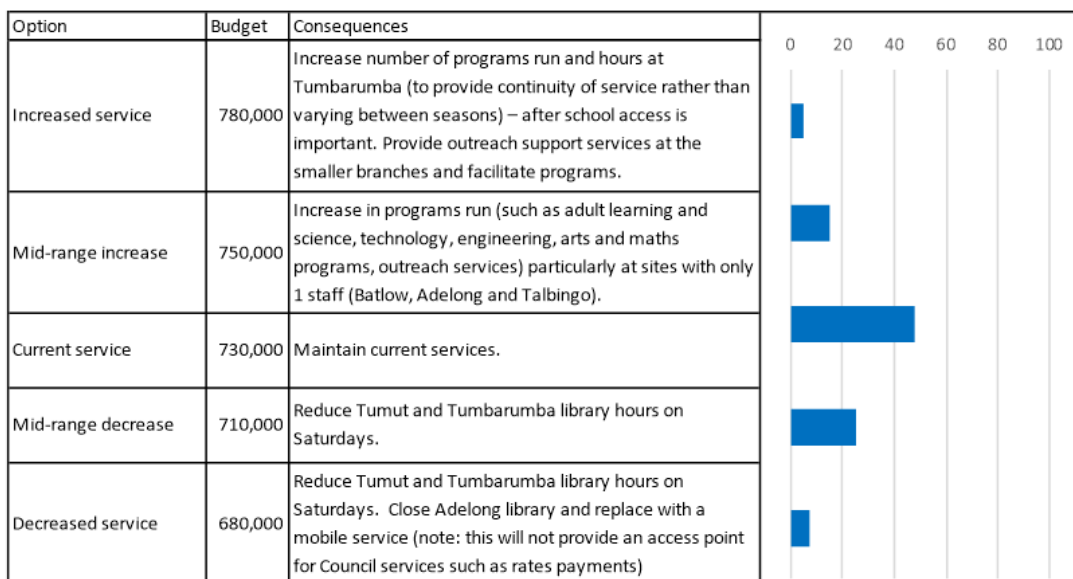 Option Budget Consequences
0 20 40 60 80 100
Increased service 780,000 Increase number of programs run and hours at
Tumbarumba (to provide continuity of service rather than
varying between seasons) – after school access is
important. Provide outreach support services at the
smaller branches and facilitate programs.
Mid-range increase 750,000 Increase in programs run (such as adult learning and
science, technology, engineering, arts and maths
programs, outreach services) particularly at sites with only
1 staff (Batlow, Adelong and Talbingo).
Current service 730,000 Maintain current services.
Mid-range decrease 710,000 Reduce Tumut and Tumbarumba library hours on
Saturdays.
Decreased service 680,000 Reduce Tumut and Tumbarumba library hours on
Saturdays. Close Adelong library and replace with a
mobile service (note: this will not provide an access point
for Council services such as rates payments)